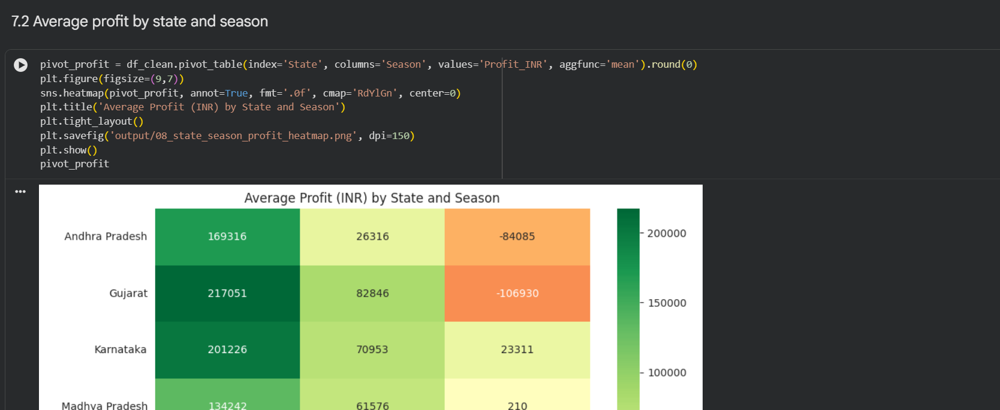 7.2 Average profit by state and season
pivot_profit = df_clean.pivot_table(index='State', columns='Season', values='Profit_INR', aggfunc='mean').round(0)
plt.figure(figsize=(9,7))
sns.heatmap(pivot_profit, annot=True, fmt='.0f', cmap='RdYlGn', center=0)
plt.title('Average Profit (INR) by State and Season')
plt.tight_layout()
plt.savefig('output/08_state_season_profit_heatmap.png', dpi=150)
plt.show()
pivot_profit
Average Profit (INR) by State and Season
Andhra Pradesh 169316 26316 -84085 200000
Gujarat 217051 82846 -106930 150000
Karnataka 201226 70953 23311
100000
Madhya Pradesh 134242 61576 210